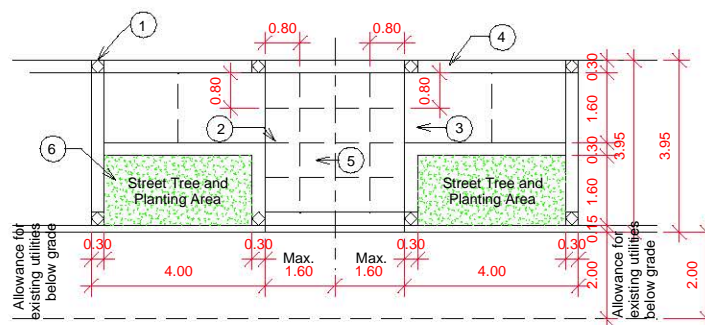 1
0.80
0.80
4
0.30
0.80
0.80
1.60
2
3
3.95
3.95
0.30
6
5
Street Tree and
Planting Area
Street Tree and
Planting Area
1.60
0.15
0.30
0.30
Max.
Max.
0.30
0.30
4.00
1.60
1.60
4.00
2.00
2.00
Allowance for
existing utilities
below grade
Allowance for
existing utilities
below grade